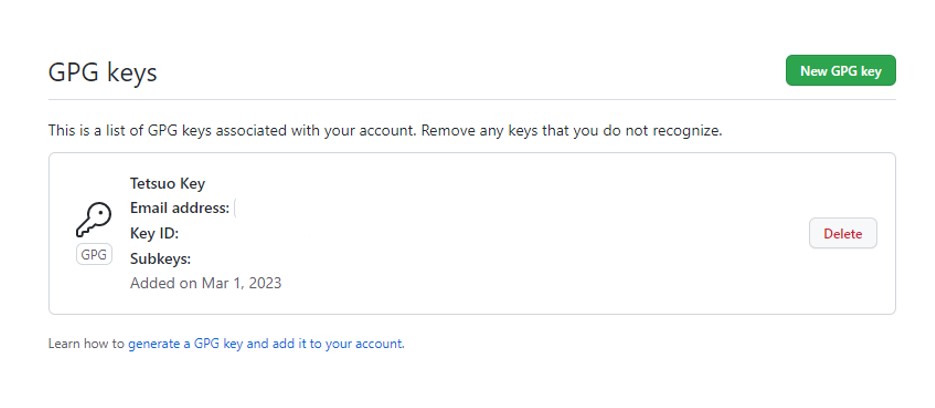 GPG keys
New GPG key
This is a list of GPG keys associated with your account. Remove any keys that you do not recognize.
Tetsuo Key
Email address:
Key ID:
GPG
Subkeys:
Delete
Added on Mar 1, 2023
Learn how to generate a GPG key and add it to your account.